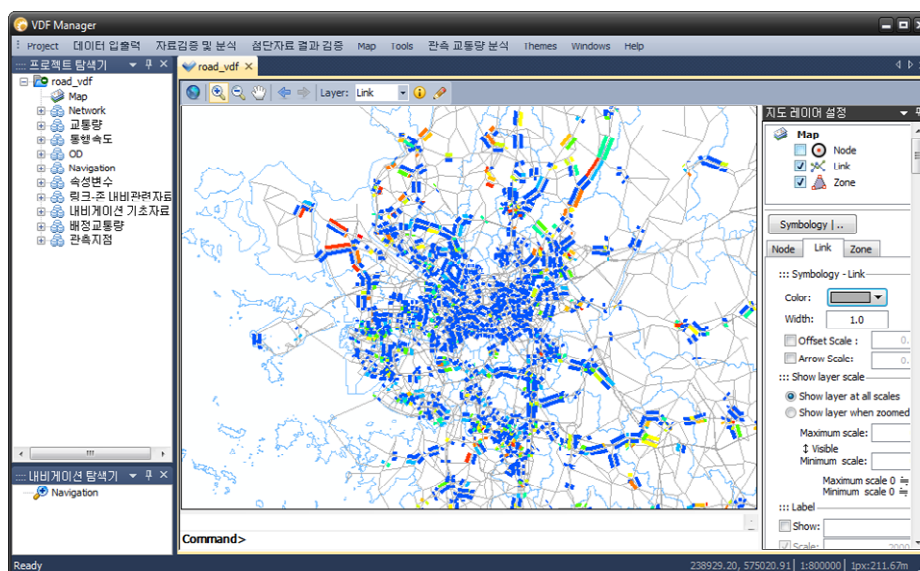 VDF Manager
Project 데이터 입출력 자료검증 및 분석 첨단자료 결과 검증 Map Tools 관측 교통량 분석 Themes Windows Help
프로젝트 탐색기
road_vdf
Map
Network
교통량
통행속도
OD
Navigation
속성변수
링크-존 내비관련자료
내비게이션 기초자료
배정교통량
관측지점
내비게이션 탐색기
Navigation
road_vdf
Layer: Link
Command>
지도 레이어 설정
Map
Node
Link
Zone
Symbology | ..
Node Link Zone
::: Symbology - Link
Color:
Width: 1.0
Offset Scale : 0.
Arrow Scale: 0.
::: Show layer scale
Show layer at all scales
Show layer when zoomed
Maximum scale:
↕ Visible
Minimum scale:
Maximum scale 0 ≒
Minimum scale 0 ≒
::: Label
Show:
Scale: 2000
Ready 238929.20, 575020.91 1:800000 1px:211.67m